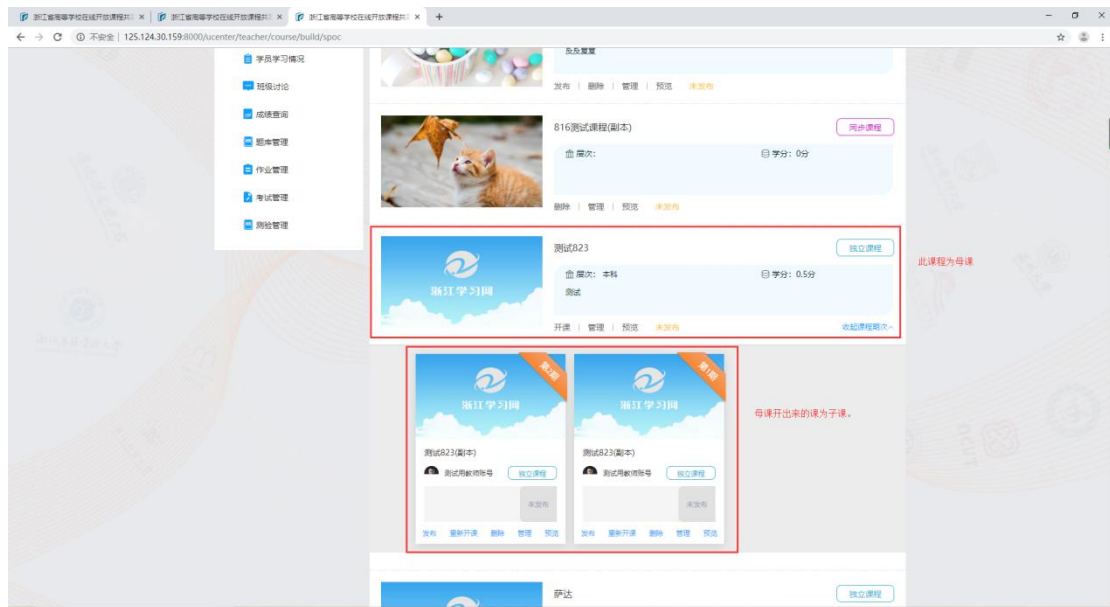 浙江省高等学校在线开放课程共
浙江省高等学校在线开放课程共
浙江省高等学校在线开放课程共
不安全 | 125.124.30.159:8000/ucenter/teacher/course/build/spoc
学员学习情况
班级讨论
成绩查询
题库管理
作业管理
考试管理
测验管理
及及复复
发布 | 删除 | 管理 | 预览 未发布
816测试课程(副本)
同步课程
层次:
学分: 0分
删除 | 管理 | 预览 未发布
浙江学习网
测试823
独立课程
层次: 本科
学分: 0.5分
测试
开课 | 管理 | 预览 未发布
收起课程期次
此课程为母课
第2期
浙江学习网
测试823(副本)
测试用教师账号
独立课程
未发布
发布 重新开课 删除 管理 预览
第1期
浙江学习网
测试823(副本)
测试用教师账号
独立课程
未发布
发布 重新开课 删除 管理 预览
母课开出来的课为子课。
萨达
独立课程